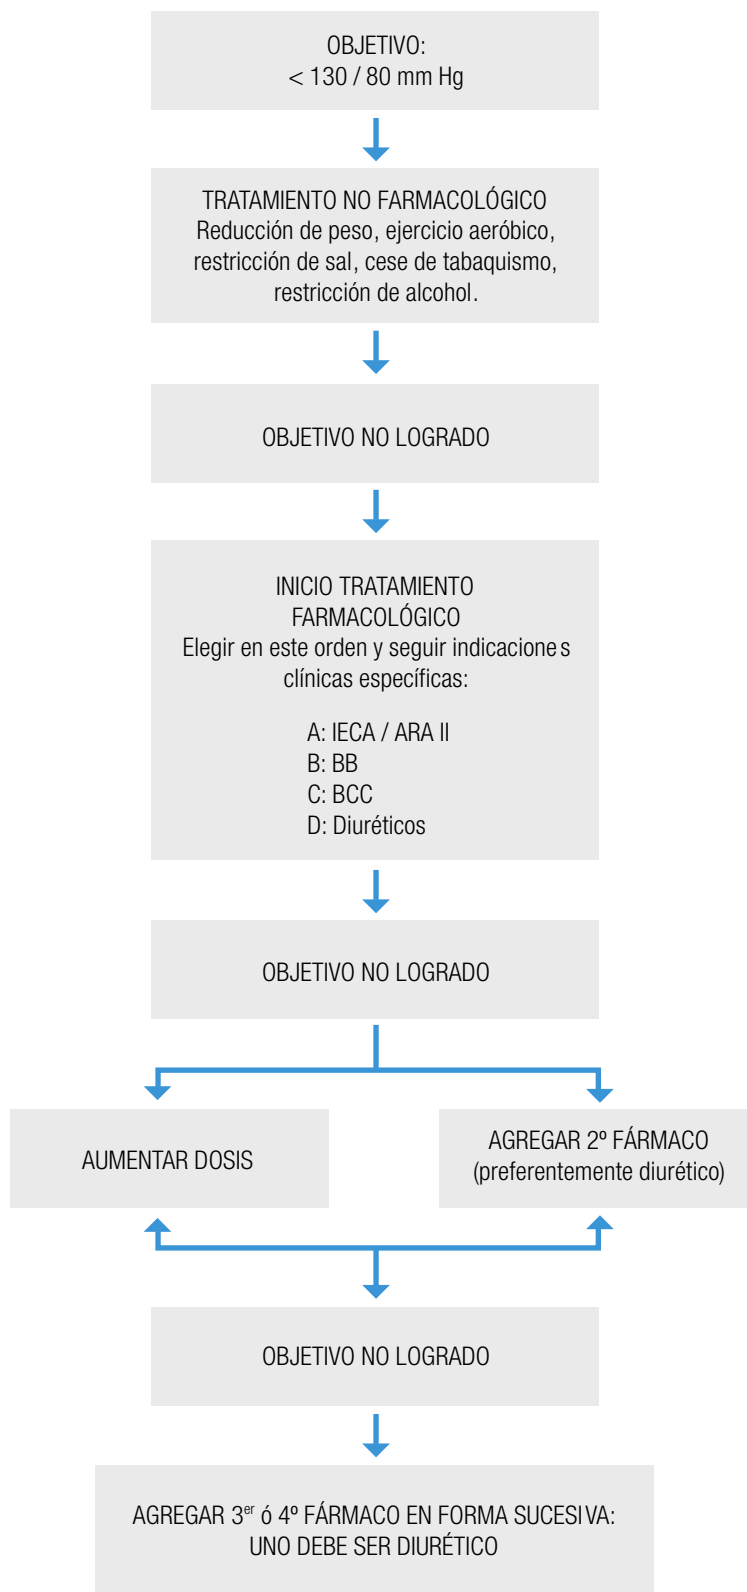 OBJETIVO:
< 130 / 80 mm Hg
TRATAMIENTO NO FARMACOLÓGICO
Reducción de peso, ejercicio aeróbico,
restricción de sal, cese de tabaquismo,
restricción de alcohol.
OBJETIVO NO LOGRADO
INICIO TRATAMIENTO
FARMACOLÓGICO
Elegir en este orden y seguir indicaciones
clínicas específicas:
A: IECA / ARA II
B: BB
C: BCC
D: Diuréticos
OBJETIVO NO LOGRADO
AUMENTAR DOSIS
AGREGAR 2º FÁRMACO
(preferentemente diurético)
OBJETIVO NO LOGRADO
AGREGAR 3er ó 4º FÁRMACO EN FORMA SUCESIVA:
UNO DEBE SER DIURÉTICO